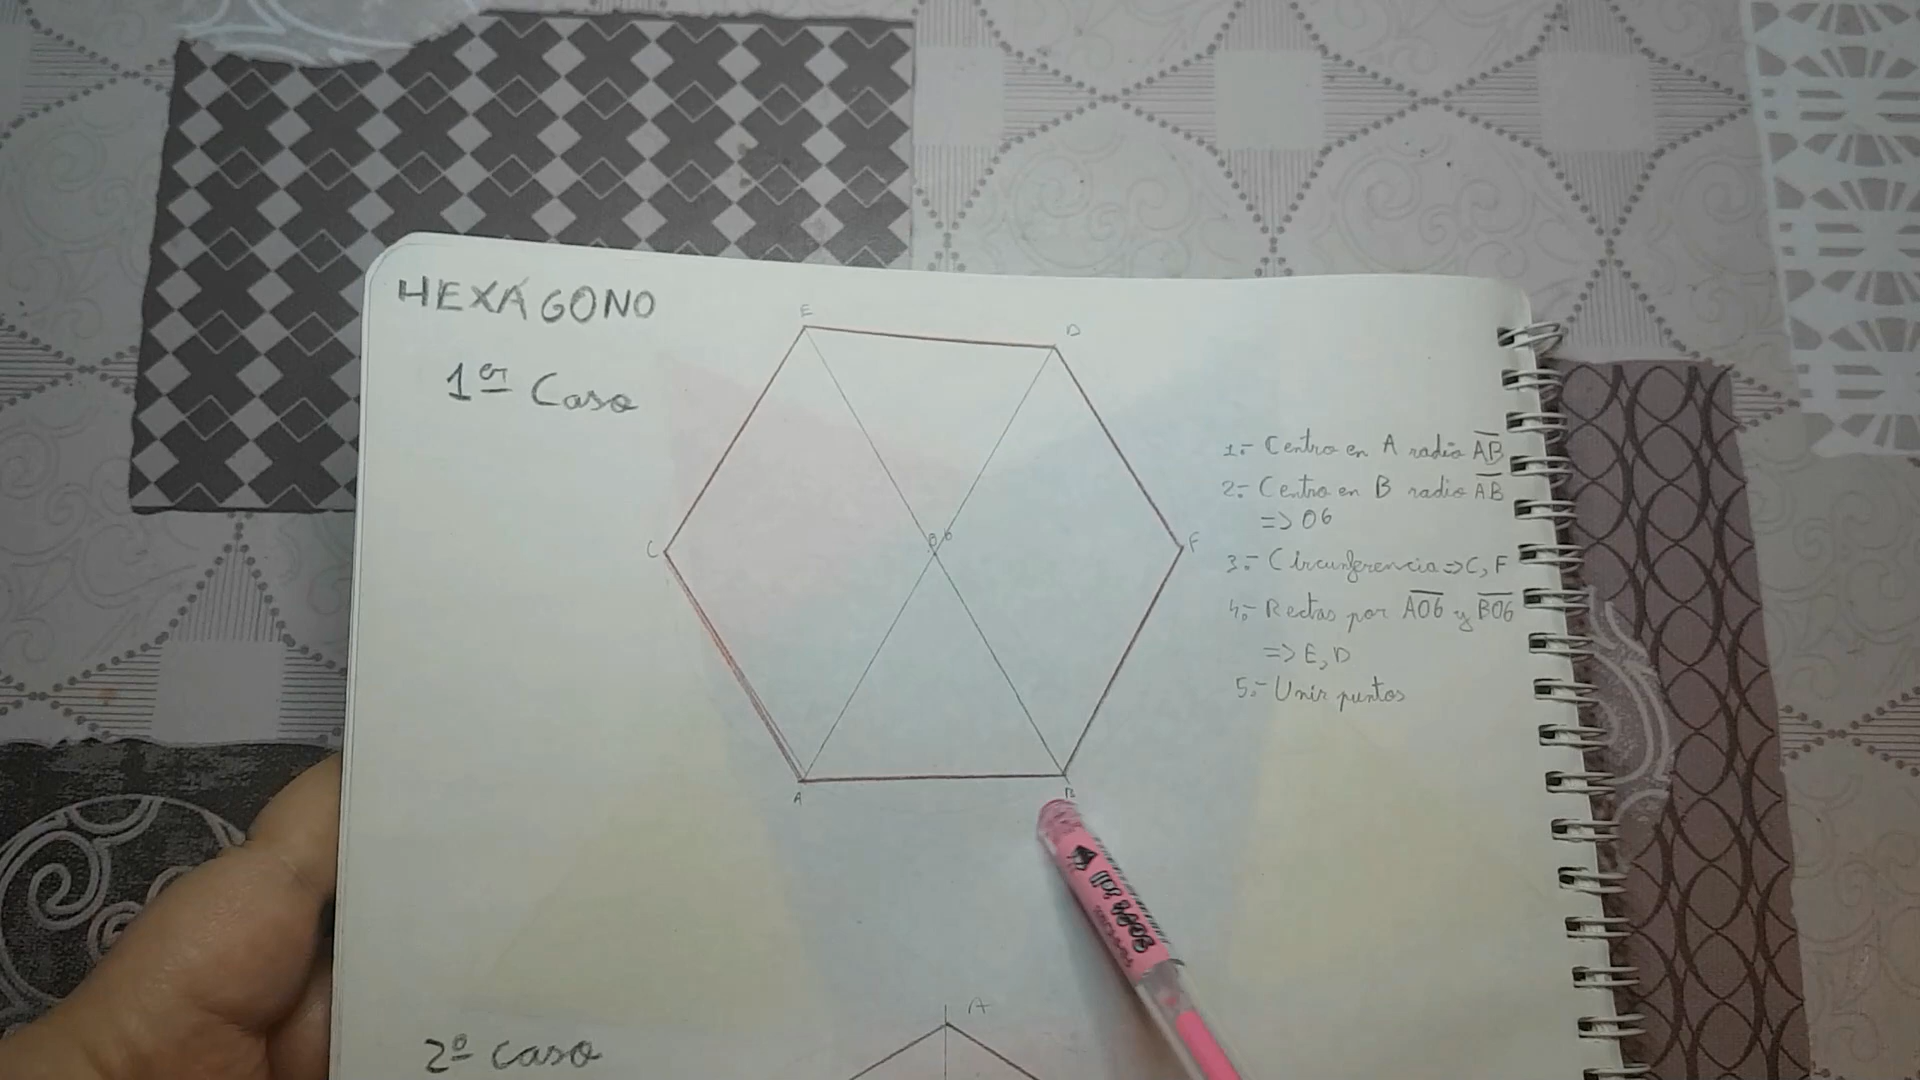 HEXÁGONO
1er Caso
E
D
C
O6
F
A
B
1.- Centro en A radio AB
2.- Centro en B radio AB
=> O6
3.- Circunferencia => C, F
4.- Rectas por AO6 y BO6
=> E, D
5.- Unir puntos
2º caso
A